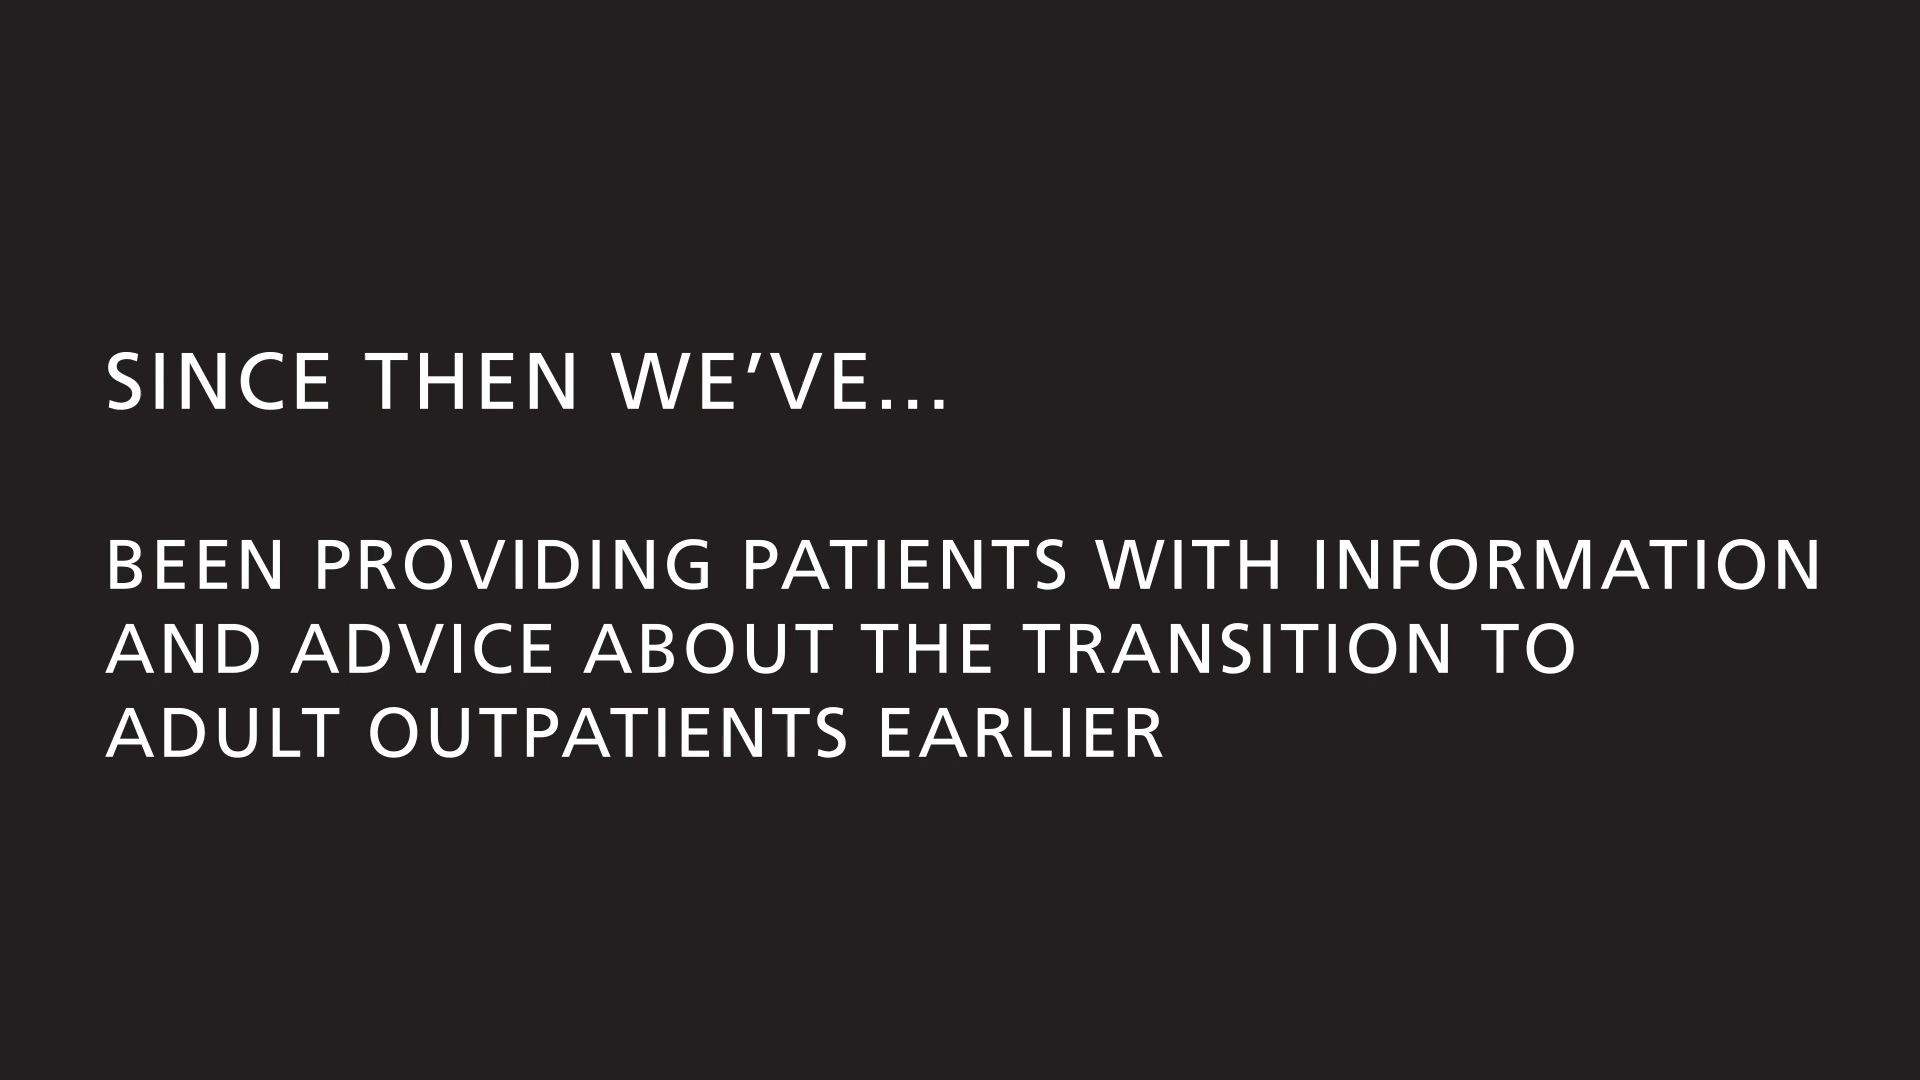 SINCE THEN WE’VE...
BEEN PROVIDING PATIENTS WITH INFORMATION
AND ADVICE ABOUT THE TRANSITION TO
ADULT OUTPATIENTS EARLIER